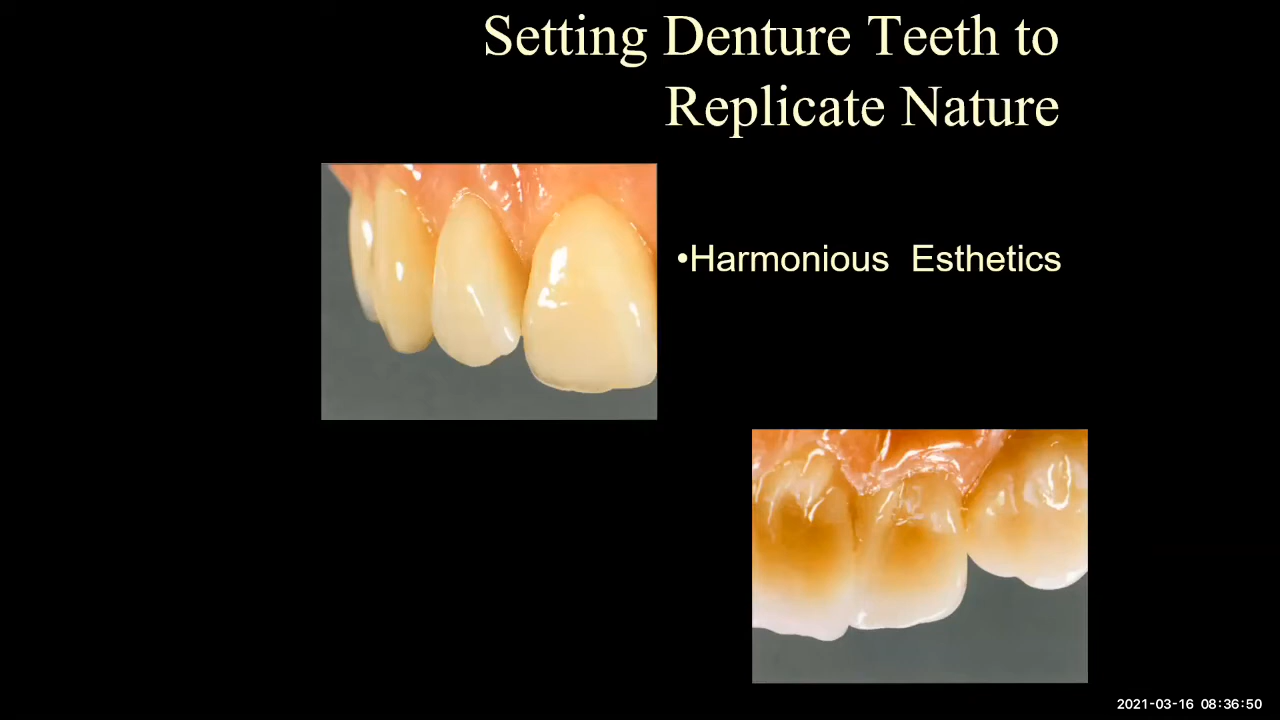 Setting Denture Teeth to
Replicate Nature
•Harmonious Esthetics
2021-03-16 08:36:50